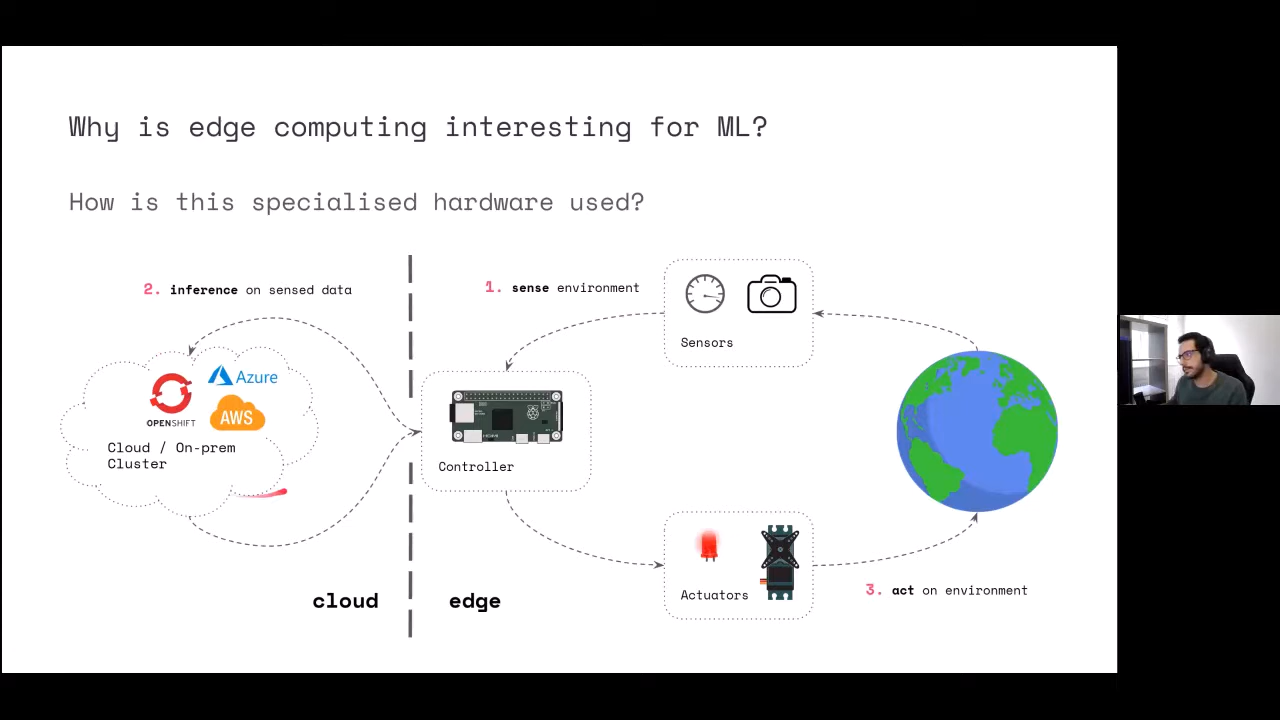 Why is edge computing interesting for ML?
How is this specialised hardware used?
2. inference on sensed data
1. sense environment
Sensors
Azure
OPENSHIFT
AWS
Cloud / On-prem
Cluster
Controller
Actuators
3. act on environment
cloud
edge